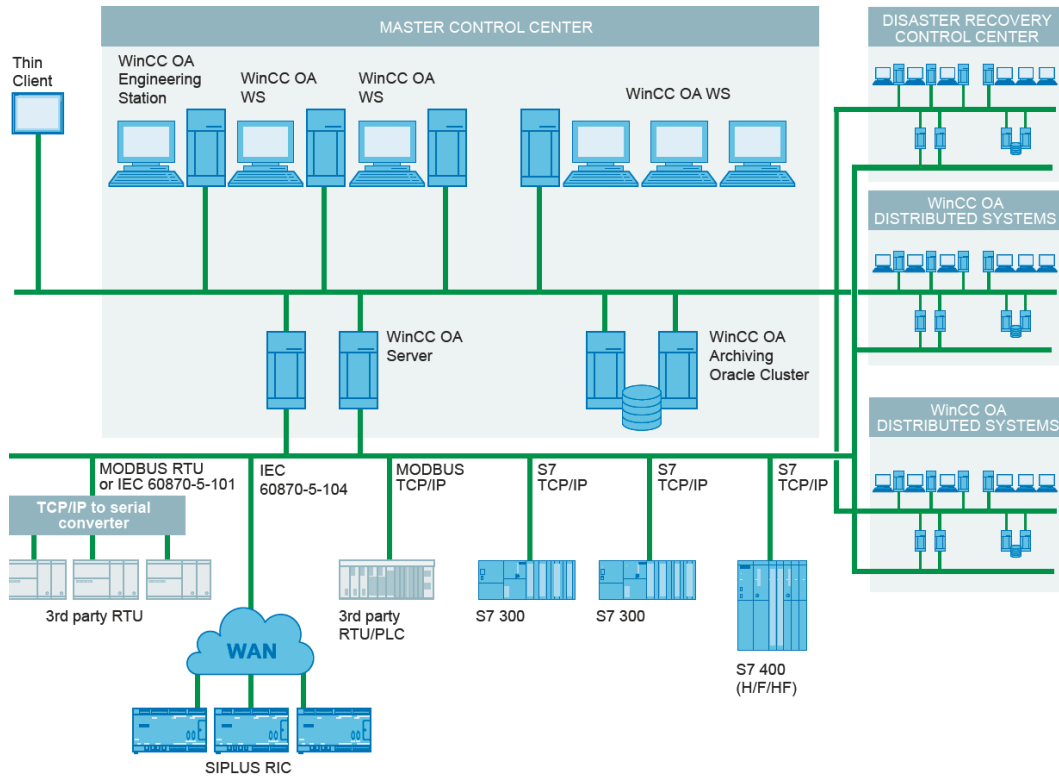 MASTER CONTROL CENTER
DISASTER RECOVERY
CONTROL CENTER
Thin
Client
WinCC OA
Engineering
Station
WinCC OA
WS
WinCC OA
WS
WinCC OA WS
WinCC OA
DISTRIBUTED SYSTEMS
WinCC OA
Server
WinCC OA
Archiving
Oracle Cluster
WinCC OA
DISTRIBUTED SYSTEMS
MODBUS RTU
or IEC 60870-5-101
IEC
60870-5-104
MODBUS
TCP/IP
S7
TCP/IP
S7
TCP/IP
S7
TCP/IP
TCP/IP to serial
converter
3rd party RTU
3rd party
RTU/PLC
S7 300
S7 300
S7 400
(H/F/HF)
WAN
SIPLUS RIC